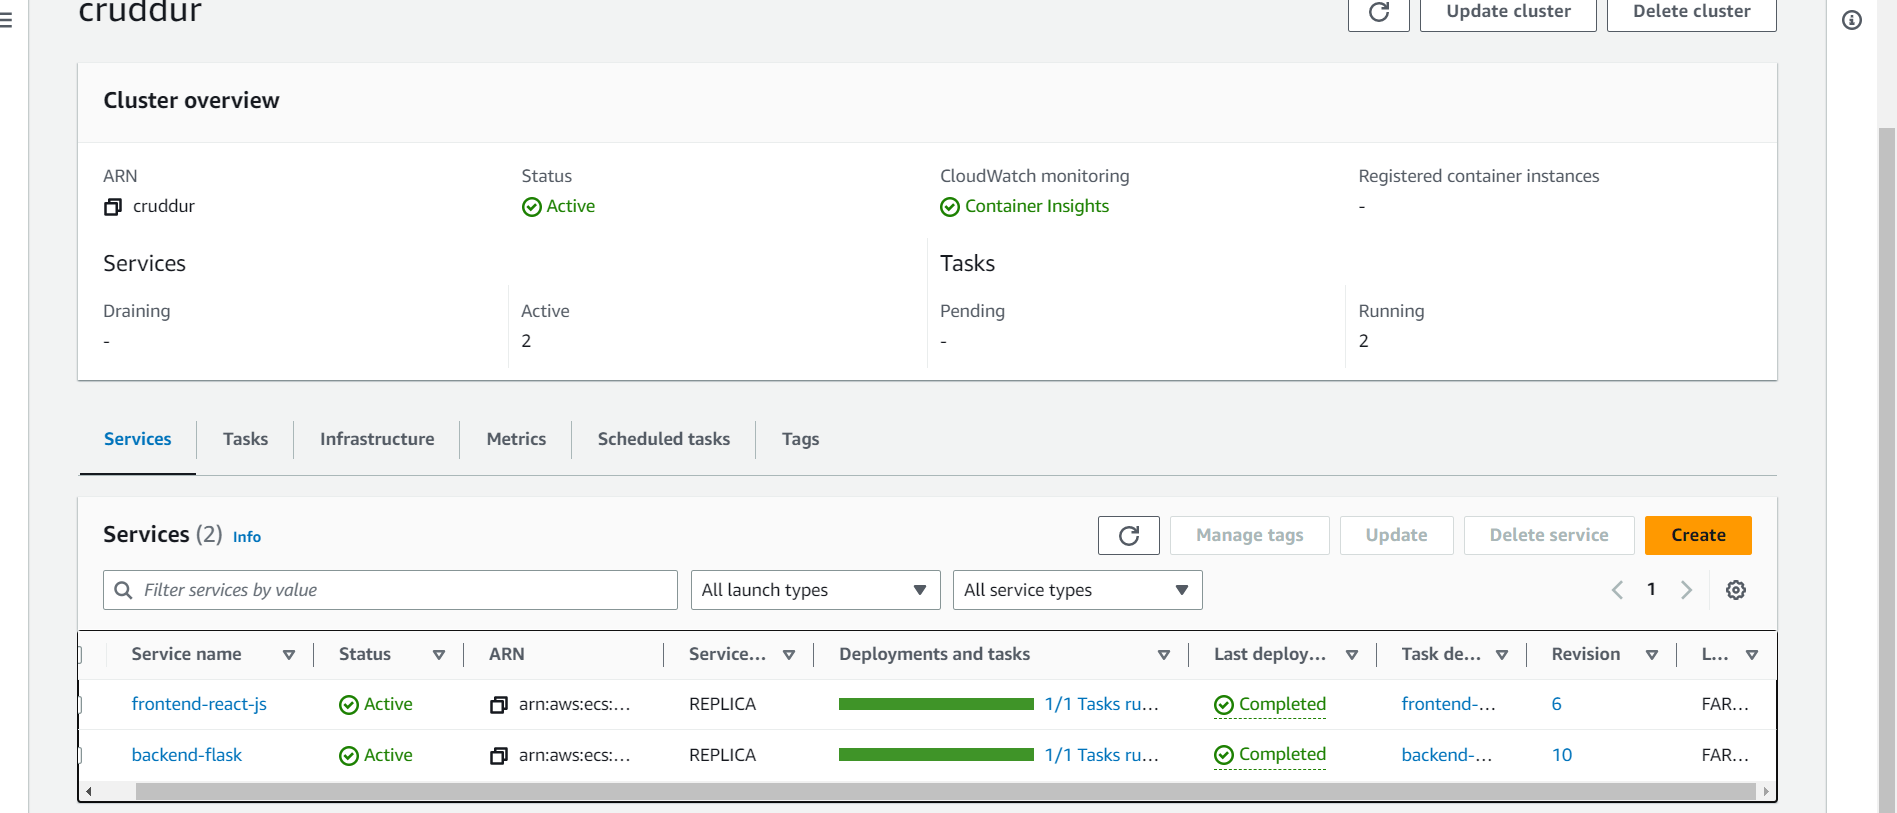 cruddur
Update cluster
Delete cluster
Cluster overview
ARN
Status
CloudWatch monitoring
Registered container instances
cruddur
Active
Container Insights
-
Services
Tasks
Draining
Active
Pending
Running
-
2
-
2
Services
Tasks
Infrastructure
Metrics
Scheduled tasks
Tags
Services (2) Info
Manage tags
Update
Delete service
Create
Filter services by value
All launch types
All service types
1
Service name
Status
ARN
Service...
Deployments and tasks
Last deploy...
Task de...
Revision
L...
frontend-react-js
Active
arn:aws:ecs:...
REPLICA
1/1 Tasks ru...
Completed
frontend-...
6
FAR...
backend-flask
Active
arn:aws:ecs:...
REPLICA
1/1 Tasks ru...
Completed
backend-...
10
FAR...